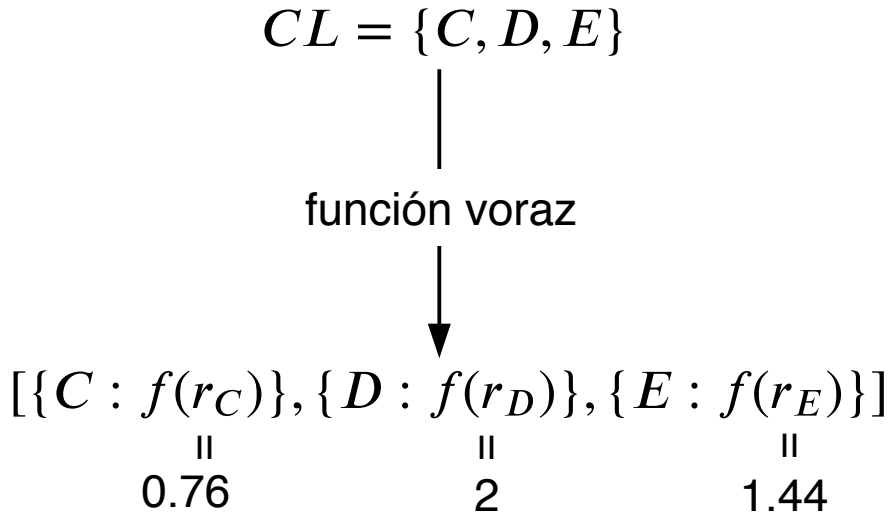 CL = {C, D, E}
función voraz
[{C : f(r_C)}, {D : f(r_D)}, {E : f(r_E)}]
= = =
0.76 2 1.44